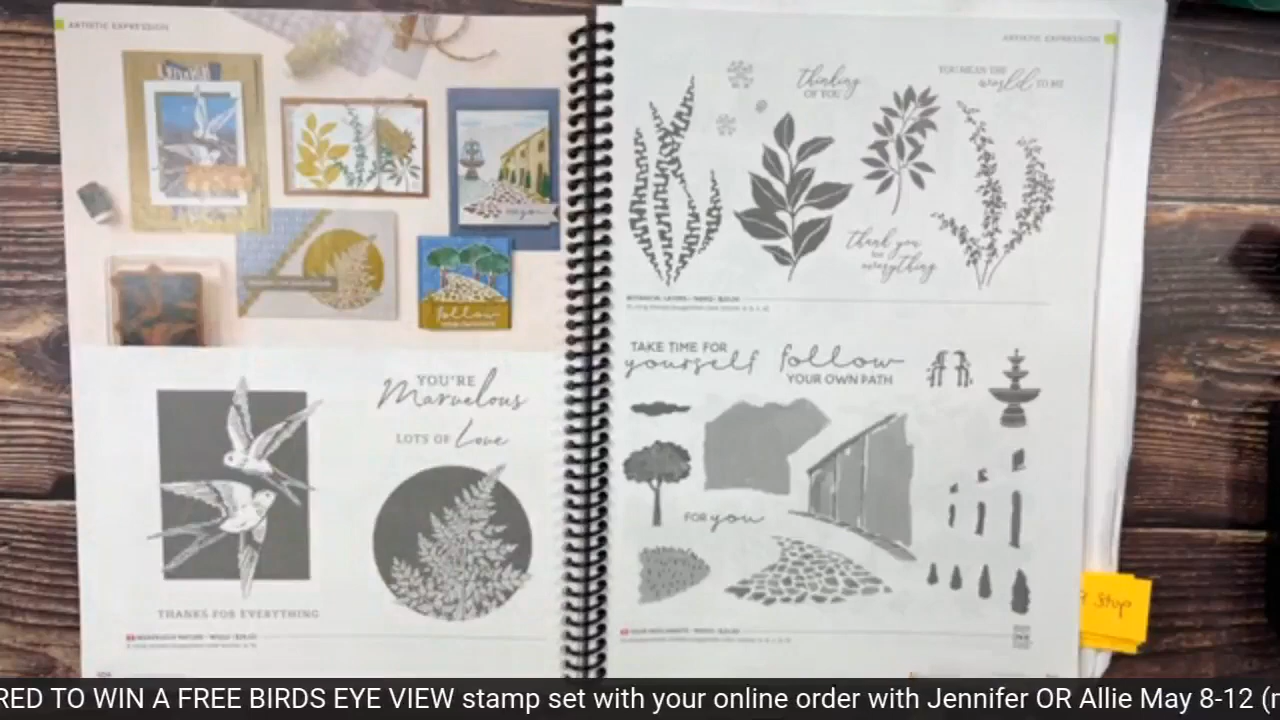 ARTISTIC EXPRESSION
follow
YOU'RE
Marvelous
LOTS OF Love
THANKS FOR EVERYTHING
ARTISTIC EXPRESSION
thinking
OF YOU
YOU MEAN THE
world TO ME
thank you
for
everything
TAKE TIME FOR
yourself
follow
YOUR OWN PATH
FOR you
Stop
RED TO WIN A FREE BIRDS EYE VIEW stamp set with your online order with Jennifer OR Allie May 8-12 (